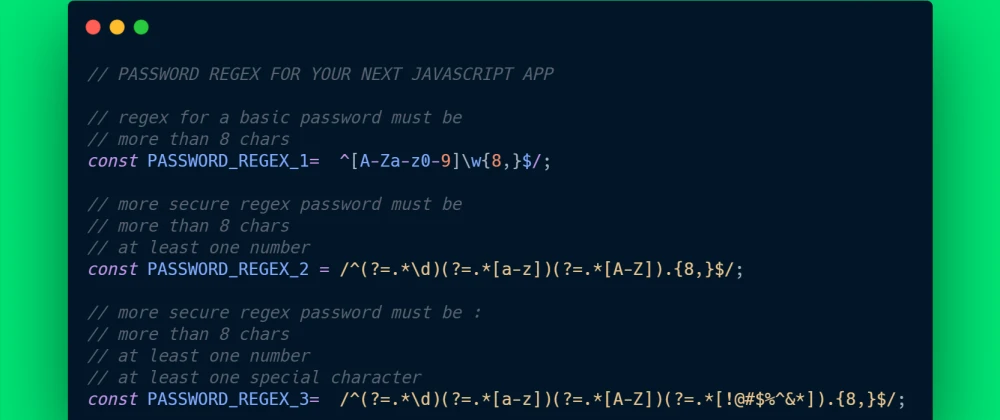 // PASSWORD REGEX FOR YOUR NEXT JAVASCRIPT APP
// regex for a basic password must be
// more than 8 chars
const PASSWORD_REGEX_1=  ^[A-Za-z0-9]\w{8,}$/;
// more secure regex password must be
// more than 8 chars
// at least one number
const PASSWORD_REGEX_2 = /^(?=.*\d)(?=.*[a-z])(?=.*[A-Z]).{8,}$/;
// more secure regex password must be :
// more than 8 chars
// at least one number
// at least one special character
const PASSWORD_REGEX_3=  /^(?=.*\d)(?=.*[a-z])(?=.*[A-Z])(?=.*[!@#$%^&*]).{8,}$/;